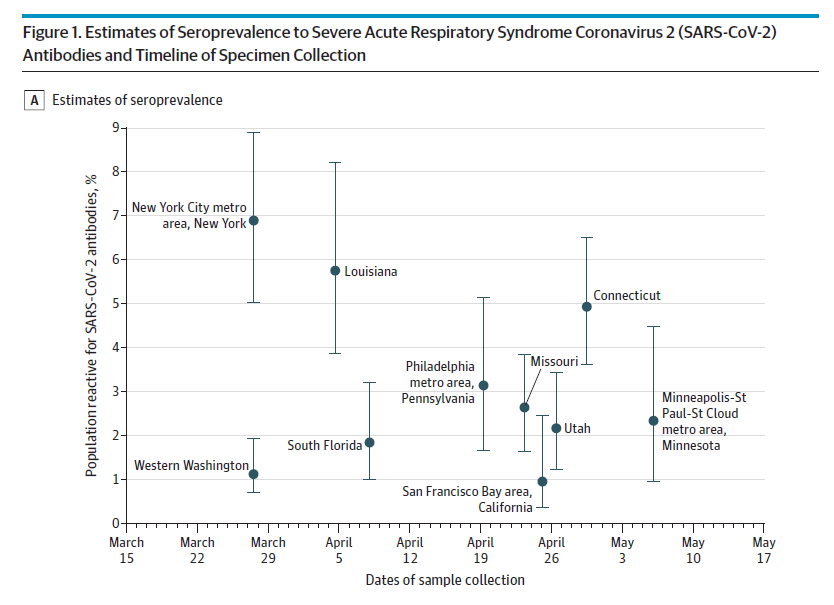 Figure 1. Estimates of Seroprevalence to Severe Acute Respiratory Syndrome Coronavirus 2 (SARS-CoV-2)
Antibodies and Timeline of Specimen Collection
A Estimates of seroprevalence
Population reactive for SARS-CoV-2 antibodies, %
9
8
7
6
5
4
3
2
1
0
New York City metro
area, New York
Louisiana
Connecticut
Philadelphia
metro area,
Pennsylvania
Missouri
Minneapolis-St
Paul-St Cloud
metro area,
Minnesota
Utah
South Florida
Western Washington
San Francisco Bay area,
California
March
15
March
22
March
29
April
5
April
12
April
19
April
26
May
3
May
10
May
17
Dates of sample collection